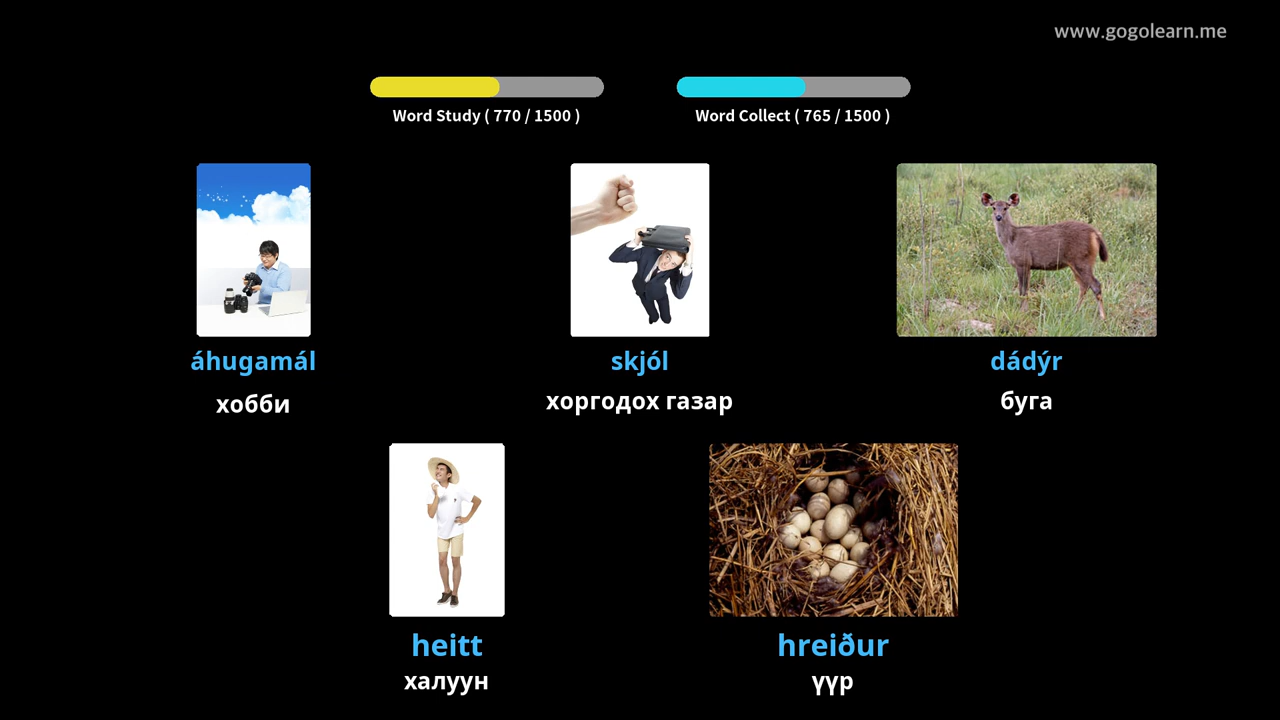 www.gogolearn.me
Word Study ( 770 / 1500 )
Word Collect ( 765 / 1500 )
áhugamál
skjól
dádýr
хобби
хоргодох газар
буга
heitt
hreiður
халуун
үүр